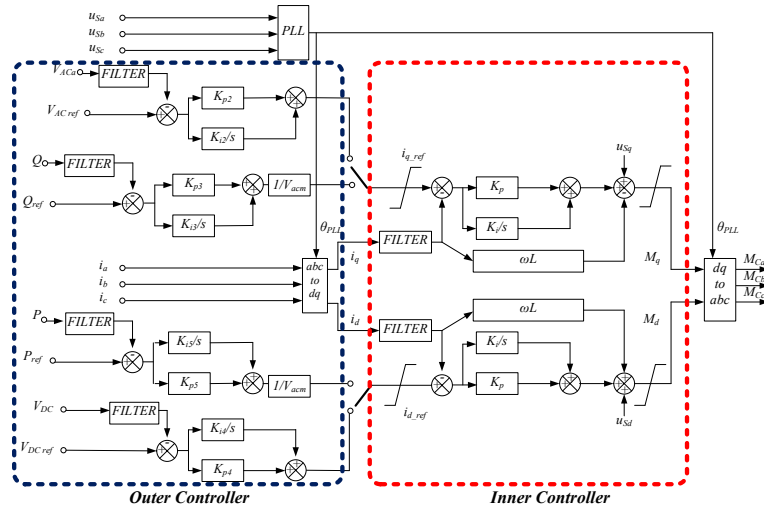 u_Sa
u_Sb
u_Sc
PLL
V_ACa
FILTER
V_AC ref
K_p2
K_i2/s
Q
FILTER
Q_ref
K_p3
K_i3/s
1/V_acm
θ_PLL
i_a
i_b
i_c
abc
to
dq
i_q
i_d
P
FILTER
P_ref
K_i5/s
K_p5
1/V_acm
V_DC
FILTER
V_DC ref
K_i4/s
K_p4
Outer Controller
i_q_ref
u_Sq
K_p
K_i/s
FILTER
ωL
M_q
ωL
M_d
FILTER
K_i/s
K_p
i_d_ref
u_Sd
θ_PLL
dq
to
abc
M_Ca
M_Cb
M_Cc
Inner Controller